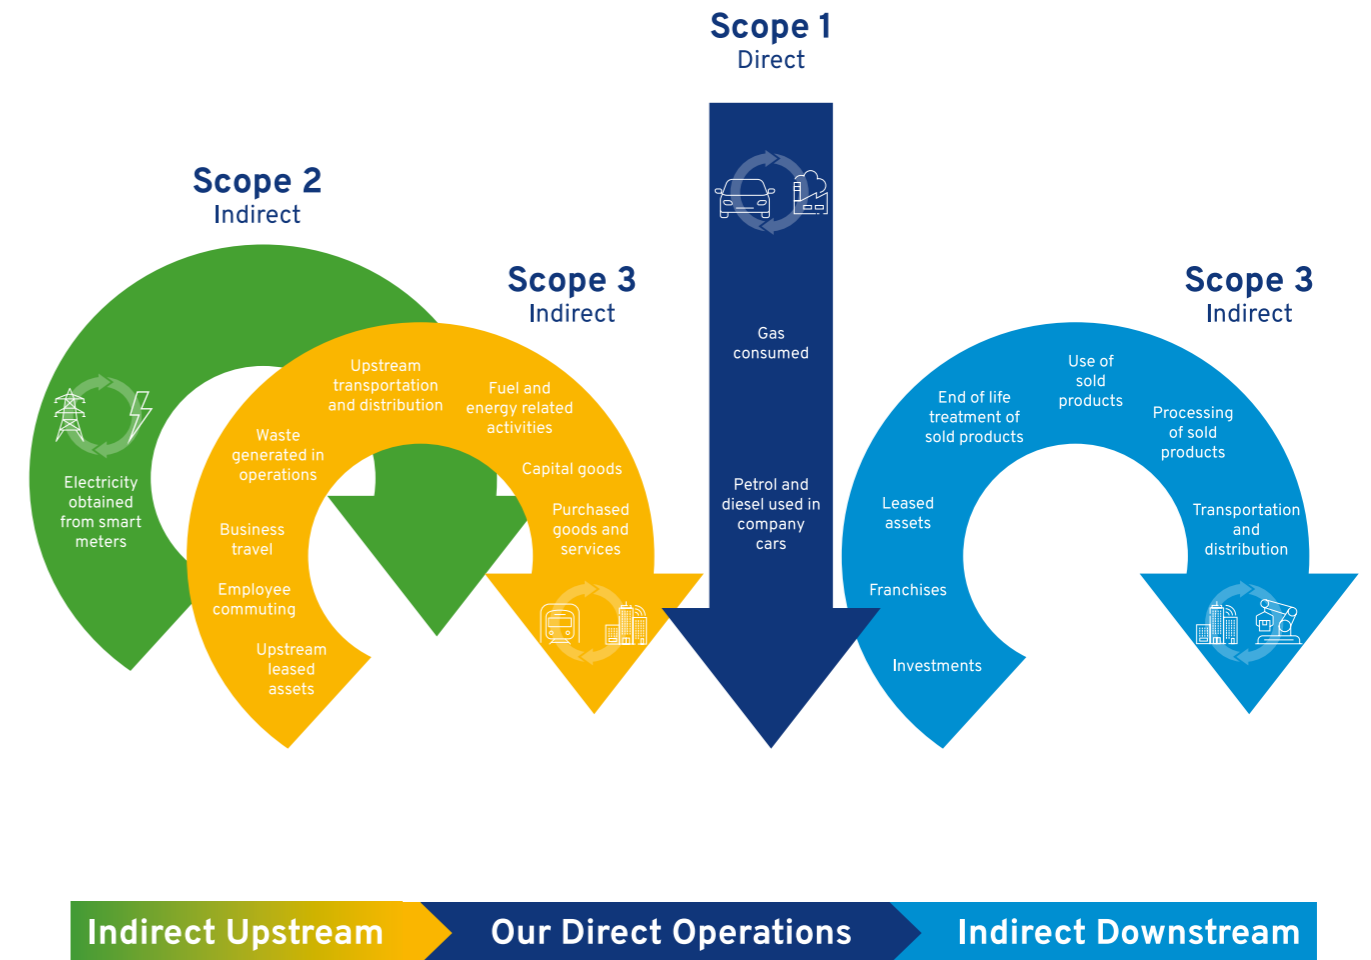 Scope 1
Direct
Gas
consumed
Petrol and
diesel used in
company
cars
Scope 2
Indirect
Electricity
obtained
from smart
meters
Scope 3
Indirect
Upstream
leased
assets
Employee
commuting
Business
travel
Waste
generated in
operations
Upstream
transportation
and distribution
Fuel and
energy related
activities
Capital goods
Purchased
goods and
services
Scope 3
Indirect
Investments
Franchises
Leased
assets
End of life
treatment of
sold products
Use of
sold
products
Processing
of sold
products
Transportation
and
distribution
Indirect Upstream
Our Direct Operations
Indirect Downstream